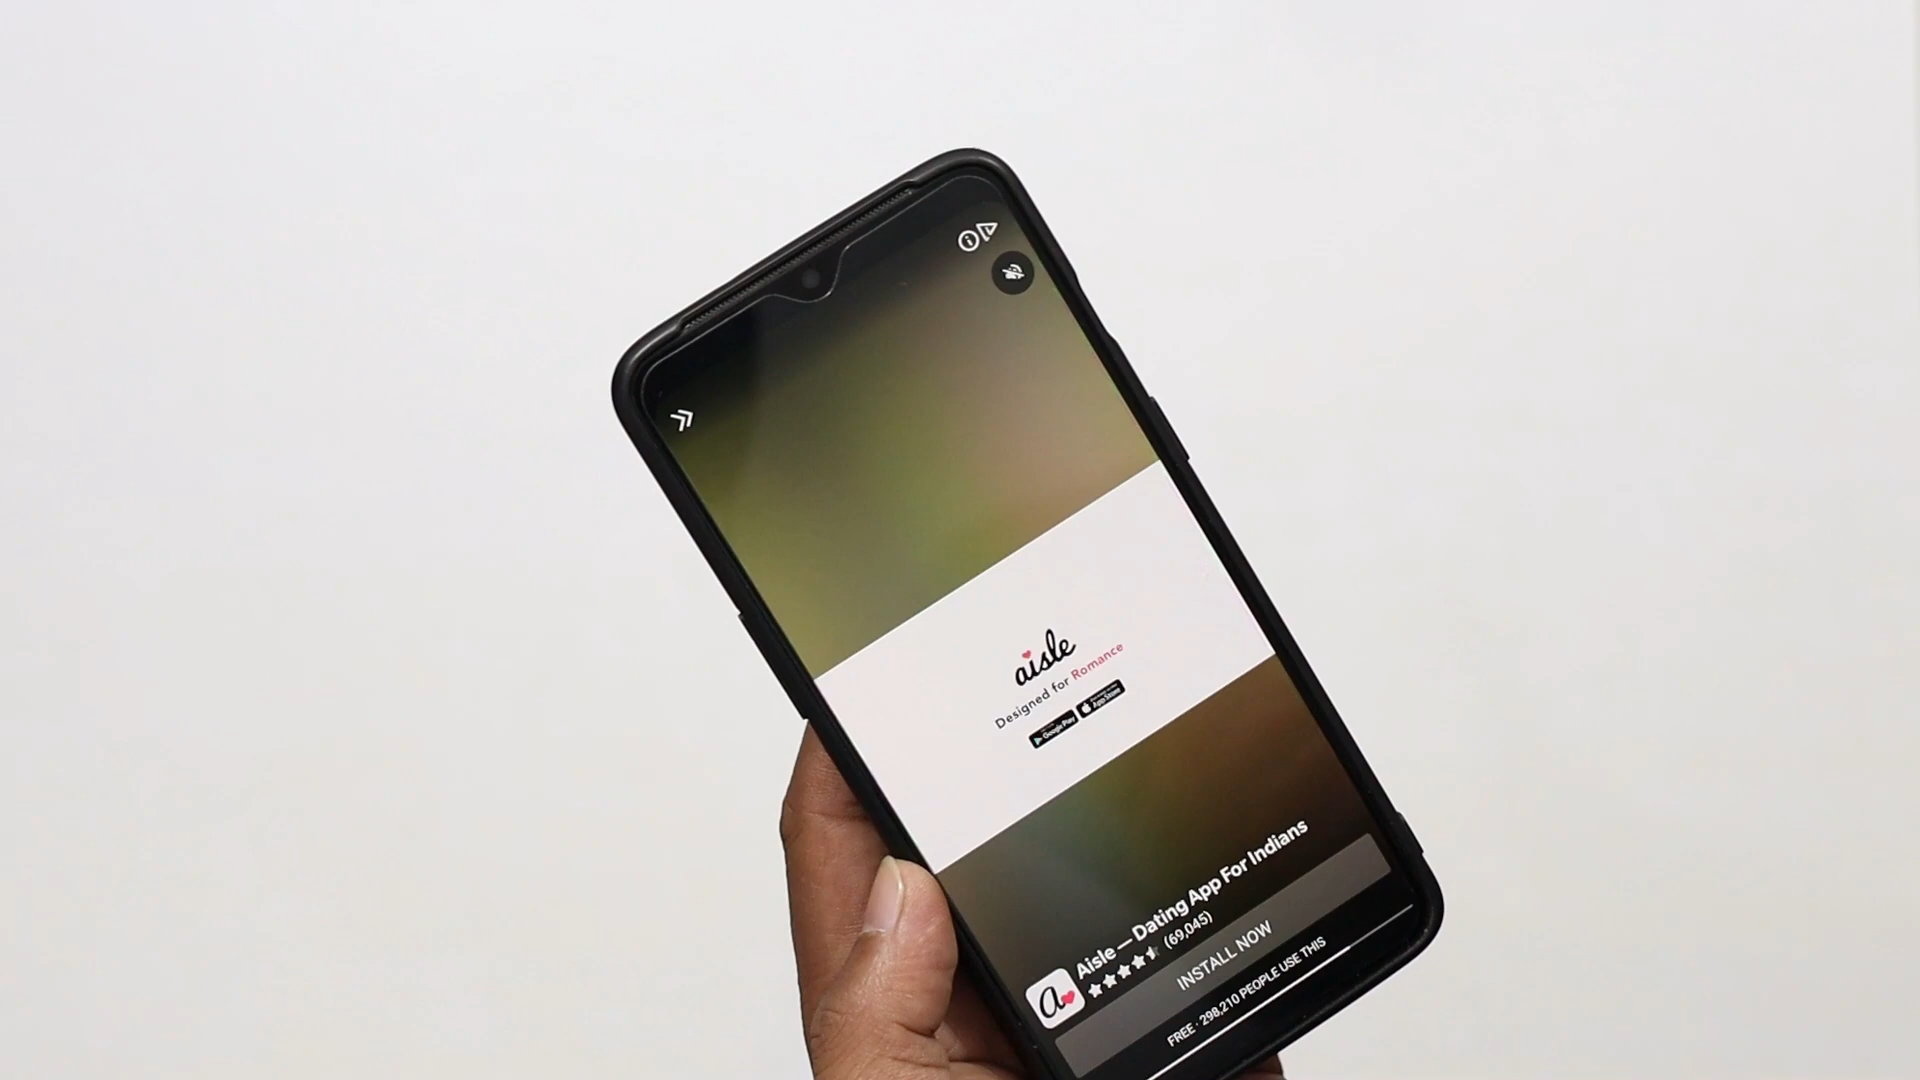 aisle
Designed for Romance
Google Play
App Store
Aisle — Dating App For Indians
(69,045)
INSTALL NOW
FREE · 298,210 PEOPLE USE THIS